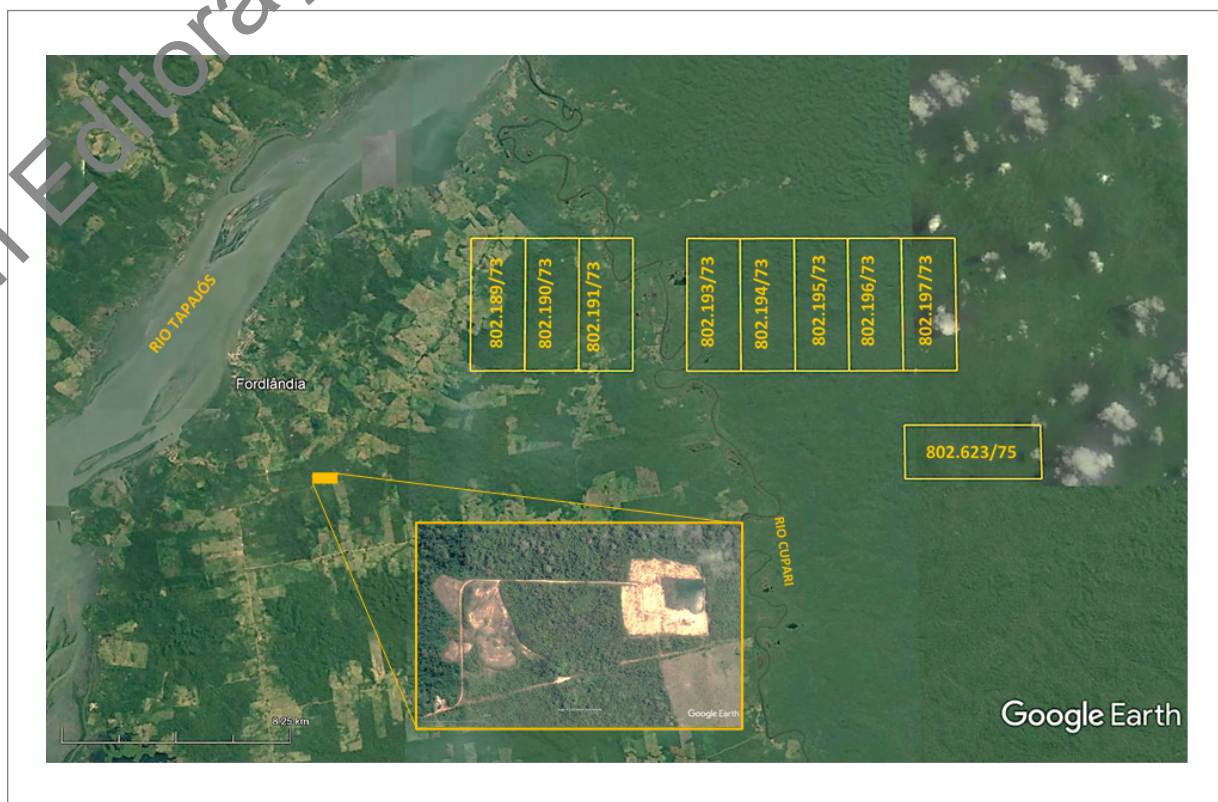 n Editora
RIO TAPAJÓS
Fordlândia
802.189/73
802.190/73
802.191/73
802.193/73
802.194/73
802.195/73
802.196/73
802.197/73
802.623/75
RIO CUPARI
Google Earth
8.25 km
Google Earth